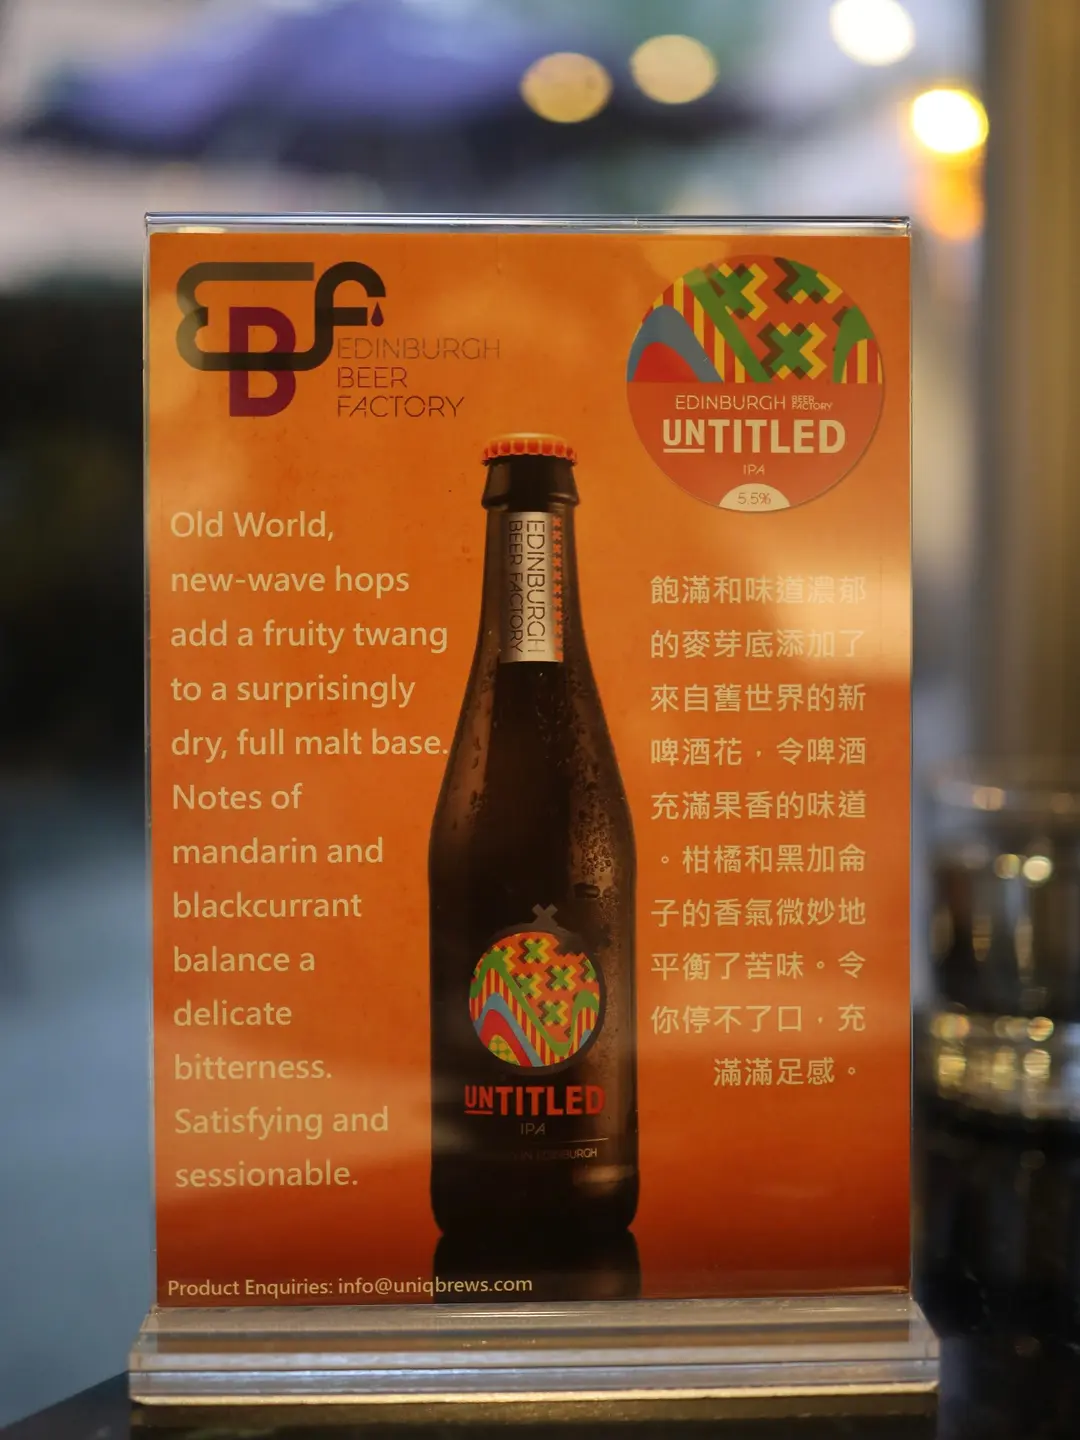 EBF
EDINBURGH
BEER
FACTORY
EDINBURGH BEER FACTORY
UNTITLED
IPA
5.5%
Old World,
new-wave hops
add a fruity twang
to a surprisingly
dry, full malt base.
Notes of
mandarin and
blackcurrant
balance a
delicate
bitterness.
Satisfying and
sessionable.
EDINBURGH
BEER FACTORY
UNTITLED
IPA
IN EDINBURGH
飽滿和味道濃郁
的麥芽底添加了
來自舊世界的新
啤酒花，令啤酒
充滿果香的味道
。柑橘和黑加侖
子的香氣微妙地
平衡了苦味。令
你停不了口，充
滿滿足感。
Product Enquiries: info@uniqbrews.com